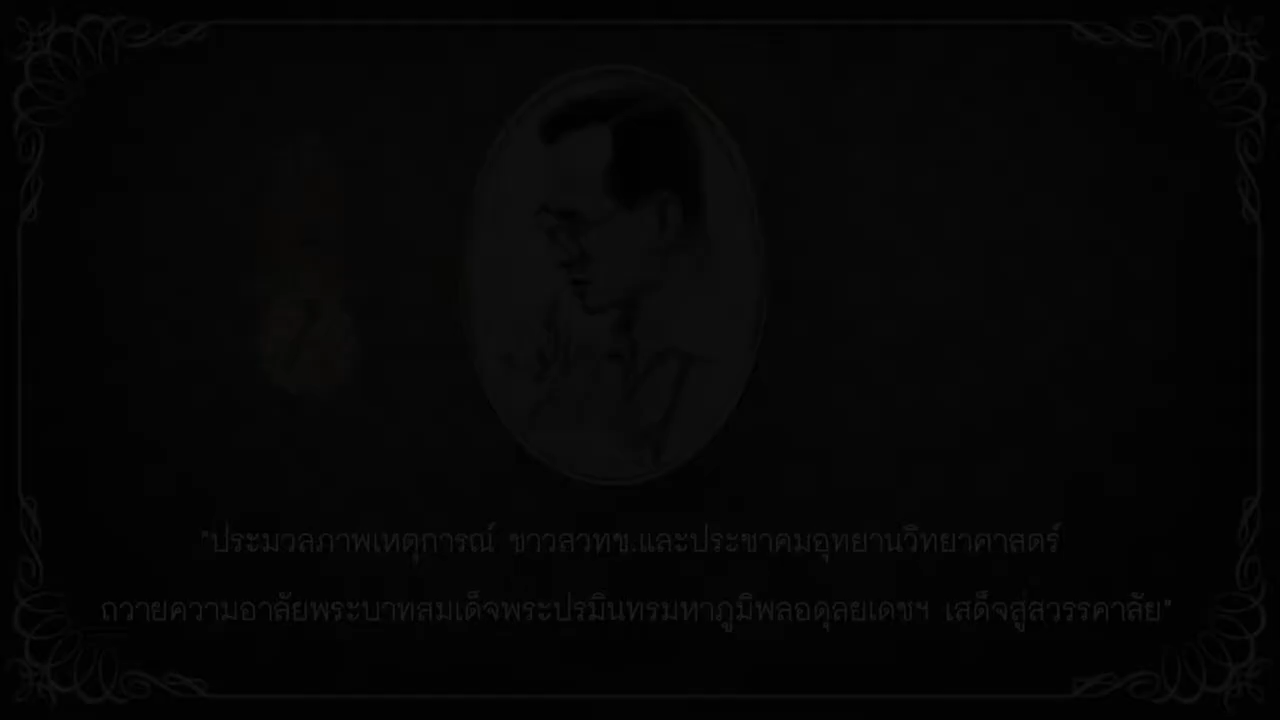 "ประมวลภาพเหตุการณ์ ชาวสวทช.และประชาคมอุทยานวิทยาศาสตร์
ถวายความอาลัยพระบาทสมเด็จพระปรมินทรมหาภูมิพลอดุลยเดชฯ เสด็จสู่สวรรคาลัย"